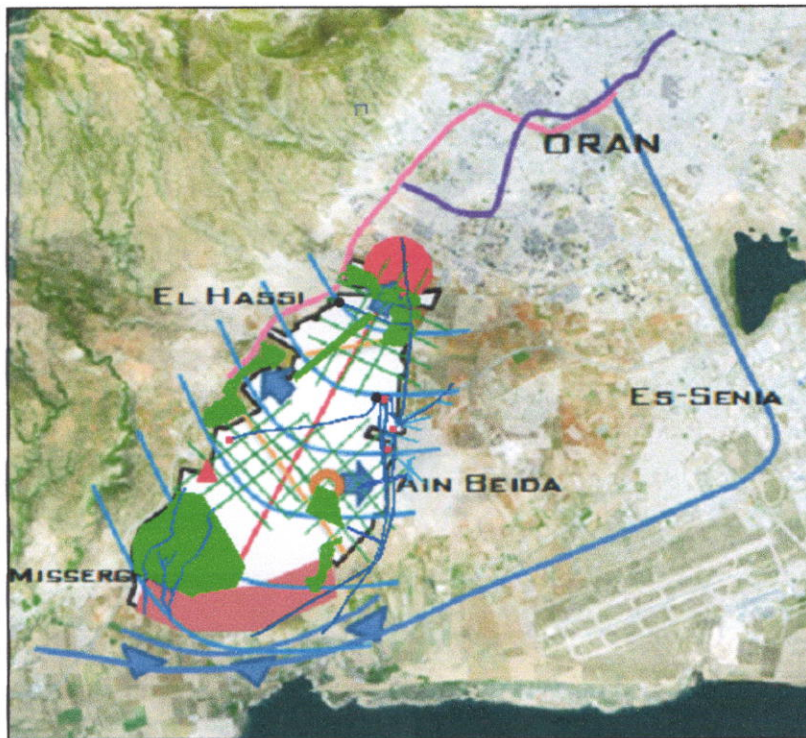 ORAN
EL HASSI
ES-SENIA
AIN BEIDA
MISSERG